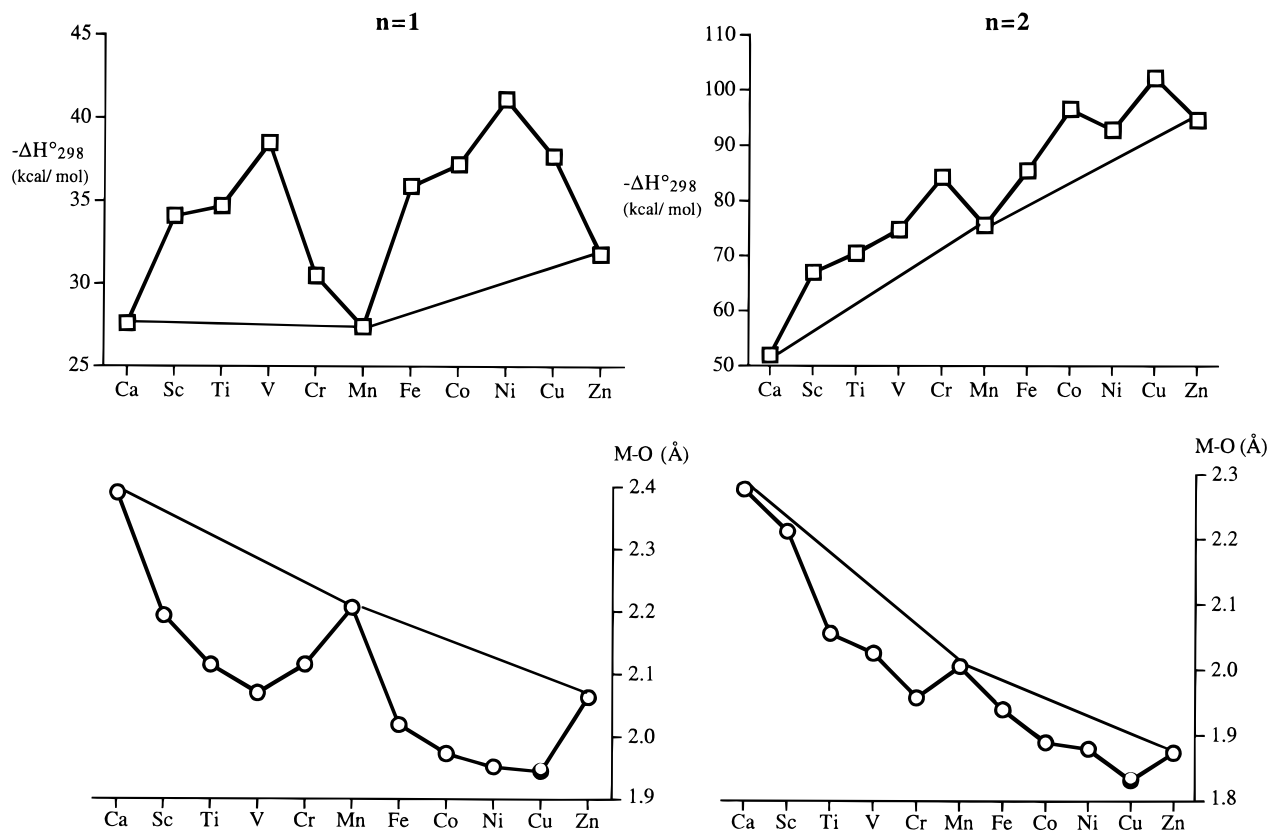 n=1
45
40
-ΔH°298
(kcal/ mol)
35
30
25
Ca Sc Ti V Cr Mn Fe Co Ni Cu Zn
n=2
110
100
90
-ΔH°298
(kcal/ mol)
80
70
60
50
Ca Sc Ti V Cr Mn Fe Co Ni Cu Zn
M-O (Å)
2.4
2.3
2.2
2.1
2.0
1.9
Ca Sc Ti V Cr Mn Fe Co Ni Cu Zn
M-O (Å)
2.3
2.2
2.1
2.0
1.9
1.8
Ca Sc Ti V Cr Mn Fe Co Ni Cu Zn